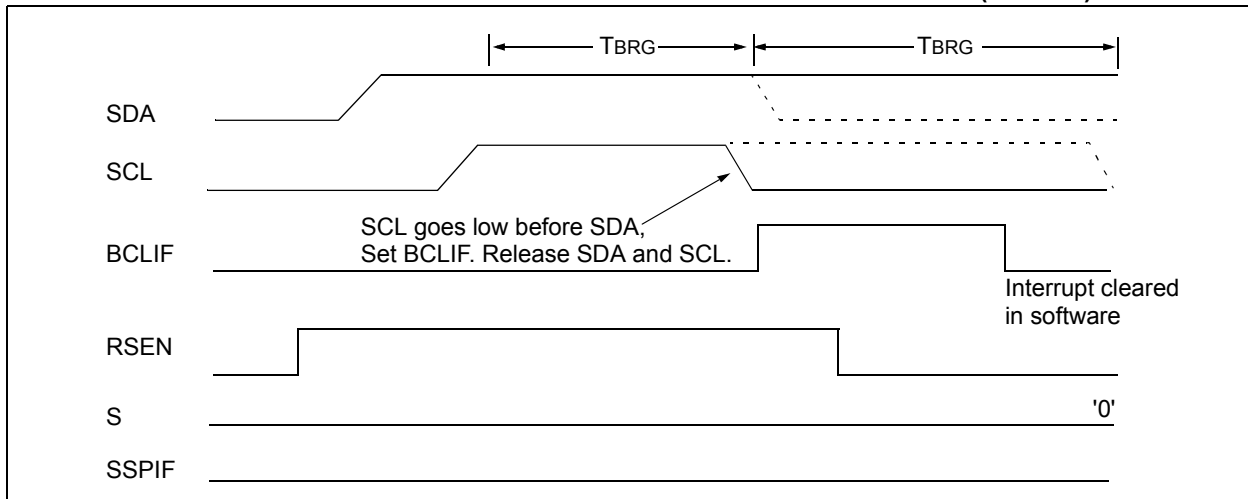 TBRG TBRG
SDA
SCL
SCL goes low before SDA,
Set BCLIF. Release SDA and SCL.
BCLIF
Interrupt cleared
in software
RSEN
S '0'
SSPIF